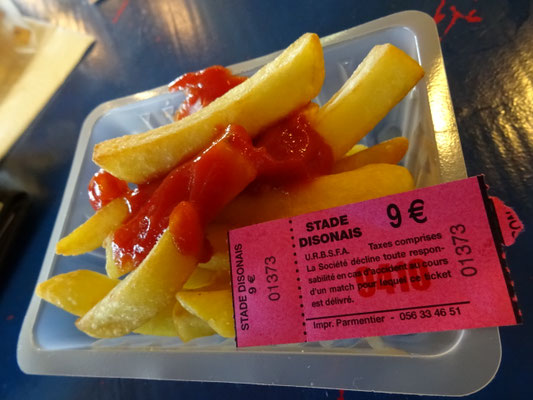 STADE DISONAIS
9 €
01373
STADE
DISONAIS
9 €
U.R.B.S.F.A. Taxes comprises
La Société décline toute respon-
sabilité en cas d'accident au cours
d'un match pour lequel ce ticket
est délivré.
01373
Impr. Parmentier - 056 33 46 51